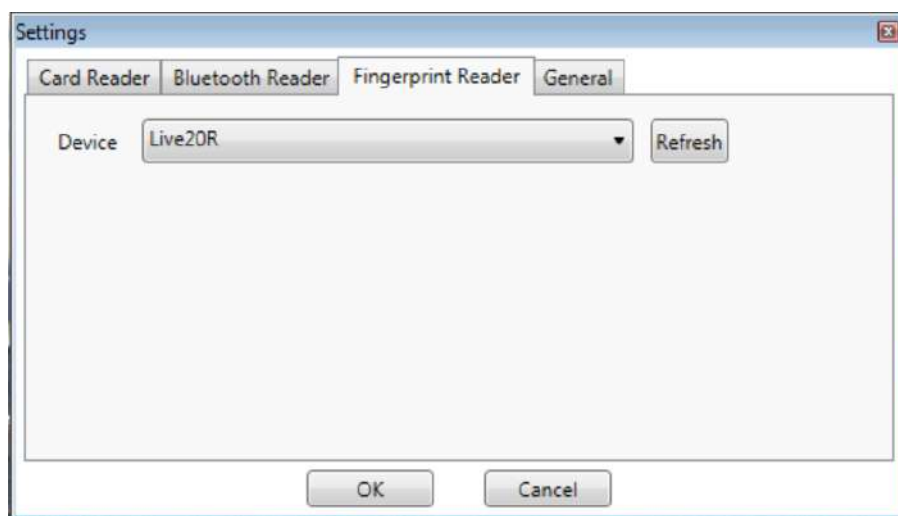 Settings
Card Reader Bluetooth Reader Fingerprint Reader General
Device Live20R Refresh
OK Cancel